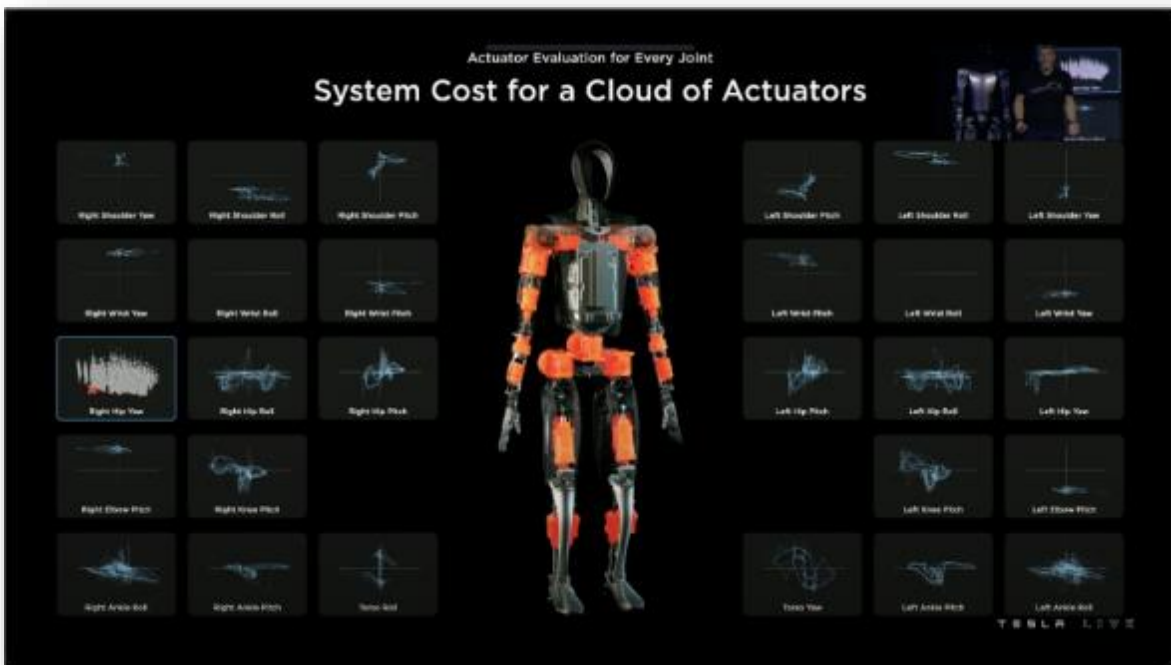 Actuator Evaluation for Every Joint
System Cost for a Cloud of Actuators
Right Shoulder Yaw
Right Shoulder Roll
Right Shoulder Pitch
Left Shoulder Pitch
Left Shoulder Roll
Left Shoulder Yaw
Right Wrist Yaw
Right Wrist Roll
Right Wrist Pitch
Left Wrist Pitch
Left Wrist Roll
Left Wrist Yaw
Right Hip Yaw
Right Hip Roll
Right Hip Pitch
Left Hip Pitch
Left Hip Roll
Left Hip Yaw
Right Elbow Pitch
Right Knee Pitch
Left Knee Pitch
Left Elbow Pitch
Right Ankle Roll
Right Ankle Pitch
Torso Roll
Torso Yaw
Left Ankle Pitch
Left Ankle Roll
TESLA LIVE